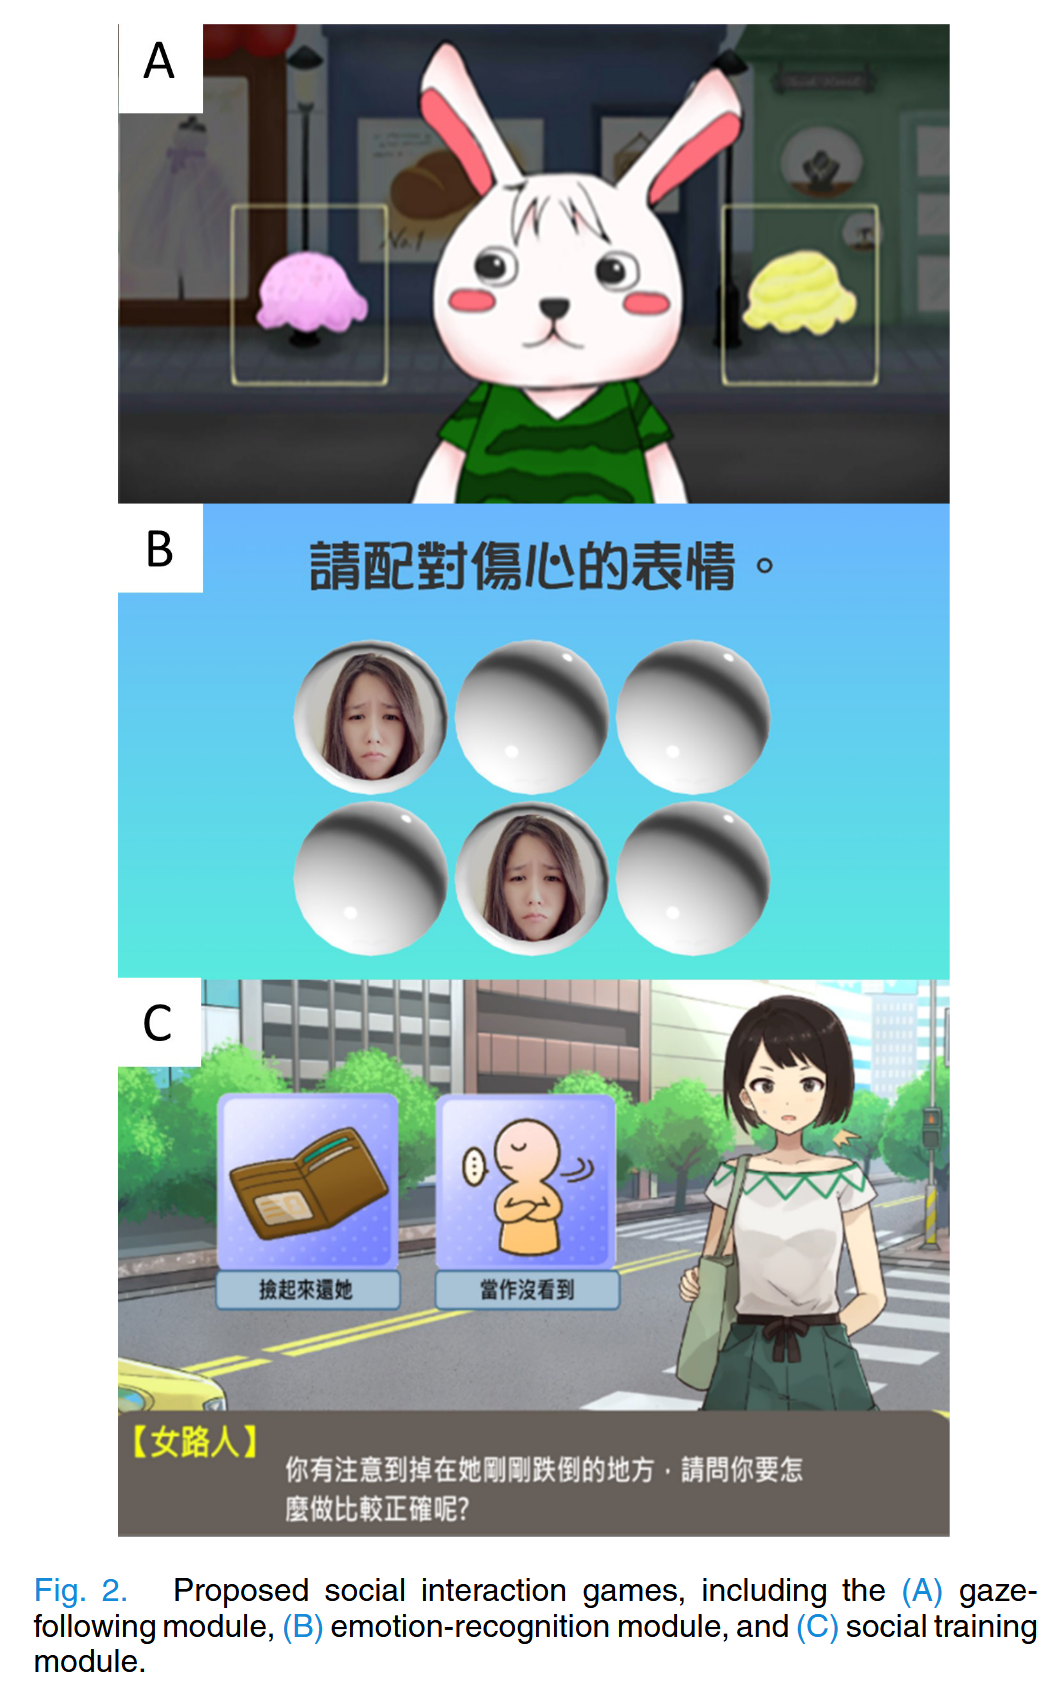 A
No.1
B
請配對傷心的表情。
C
撿起來還她
當作沒看到
【女路人】
你有注意到掉在她剛剛跌倒的地方，請問你要怎
麼做比較正確呢?
Fig. 2. Proposed social interaction games, including the (A) gaze-
following module, (B) emotion-recognition module, and (C) social training
module.